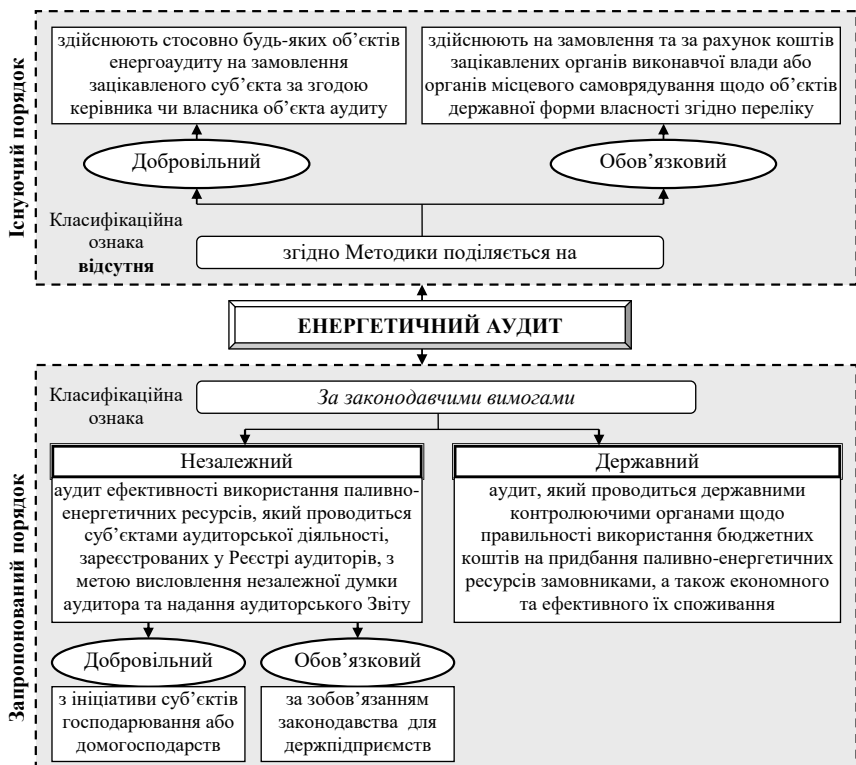 Існуючий порядок
здійснюють стосовно будь-яких об’єктів
енергоаудиту на замовлення
зацікавленого суб’єкта за згодою
керівника чи власника об’єкта аудиту
здійснюють на замовлення та за рахунок коштів
зацікавлених органів виконавчої влади або
органів місцевого самоврядування щодо об’єктів
державної форми власності згідно переліку
Добровільний
Обов’язковий
Класифікаційна
ознака
відсутня
згідно Методики поділяється на
ЕНЕРГЕТИЧНИЙ АУДИТ
Запропонований порядок
Класифікаційна
ознака
За законодавчими вимогами
Незалежний
аудит ефективності використання паливно-
енергетичних ресурсів, який проводиться
суб’єктами аудиторської діяльності,
зареєстрованих у Реєстрі аудиторів, з
метою висловлення незалежної думки
аудитора та надання аудиторського Звіту
Державний
аудит, який проводиться державними
контролюючими органами щодо
правильності використання бюджетних
коштів на придбання паливно-енергетичних
ресурсів замовниками, а також економного
та ефективного їх споживання
Добровільний
Обов’язковий
з ініціативи суб’єктів
господарювання або
домогосподарств
за зобов’язанням
законодавства для
держпідприємств